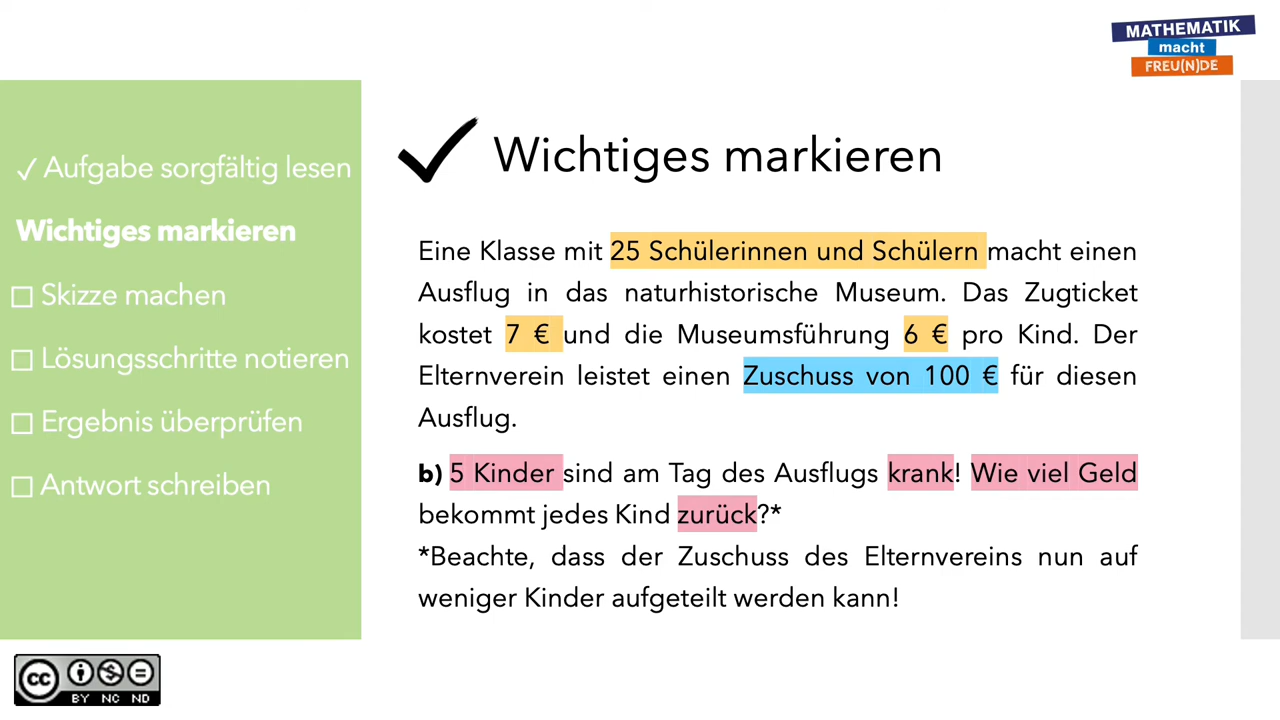 MATHEMATIK
macht
FREU(N)DE
✓ Aufgabe sorgfältig lesen
Wichtiges markieren
☐ Skizze machen
☐ Lösungsschritte notieren
☐ Ergebnis überprüfen
☐ Antwort schreiben
✓ Wichtiges markieren
Eine Klasse mit 25 Schülerinnen und Schülern macht einen
Ausflug in das naturhistorische Museum. Das Zugticket
kostet 7 € und die Museumsführung 6 € pro Kind. Der
Elternverein leistet einen Zuschuss von 100 € für diesen
Ausflug.
b) 5 Kinder sind am Tag des Ausflugs krank! Wie viel Geld
bekommt jedes Kind zurück?*
*Beachte, dass der Zuschuss des Elternvereins nun auf
weniger Kinder aufgeteilt werden kann!
cc
BY NC ND